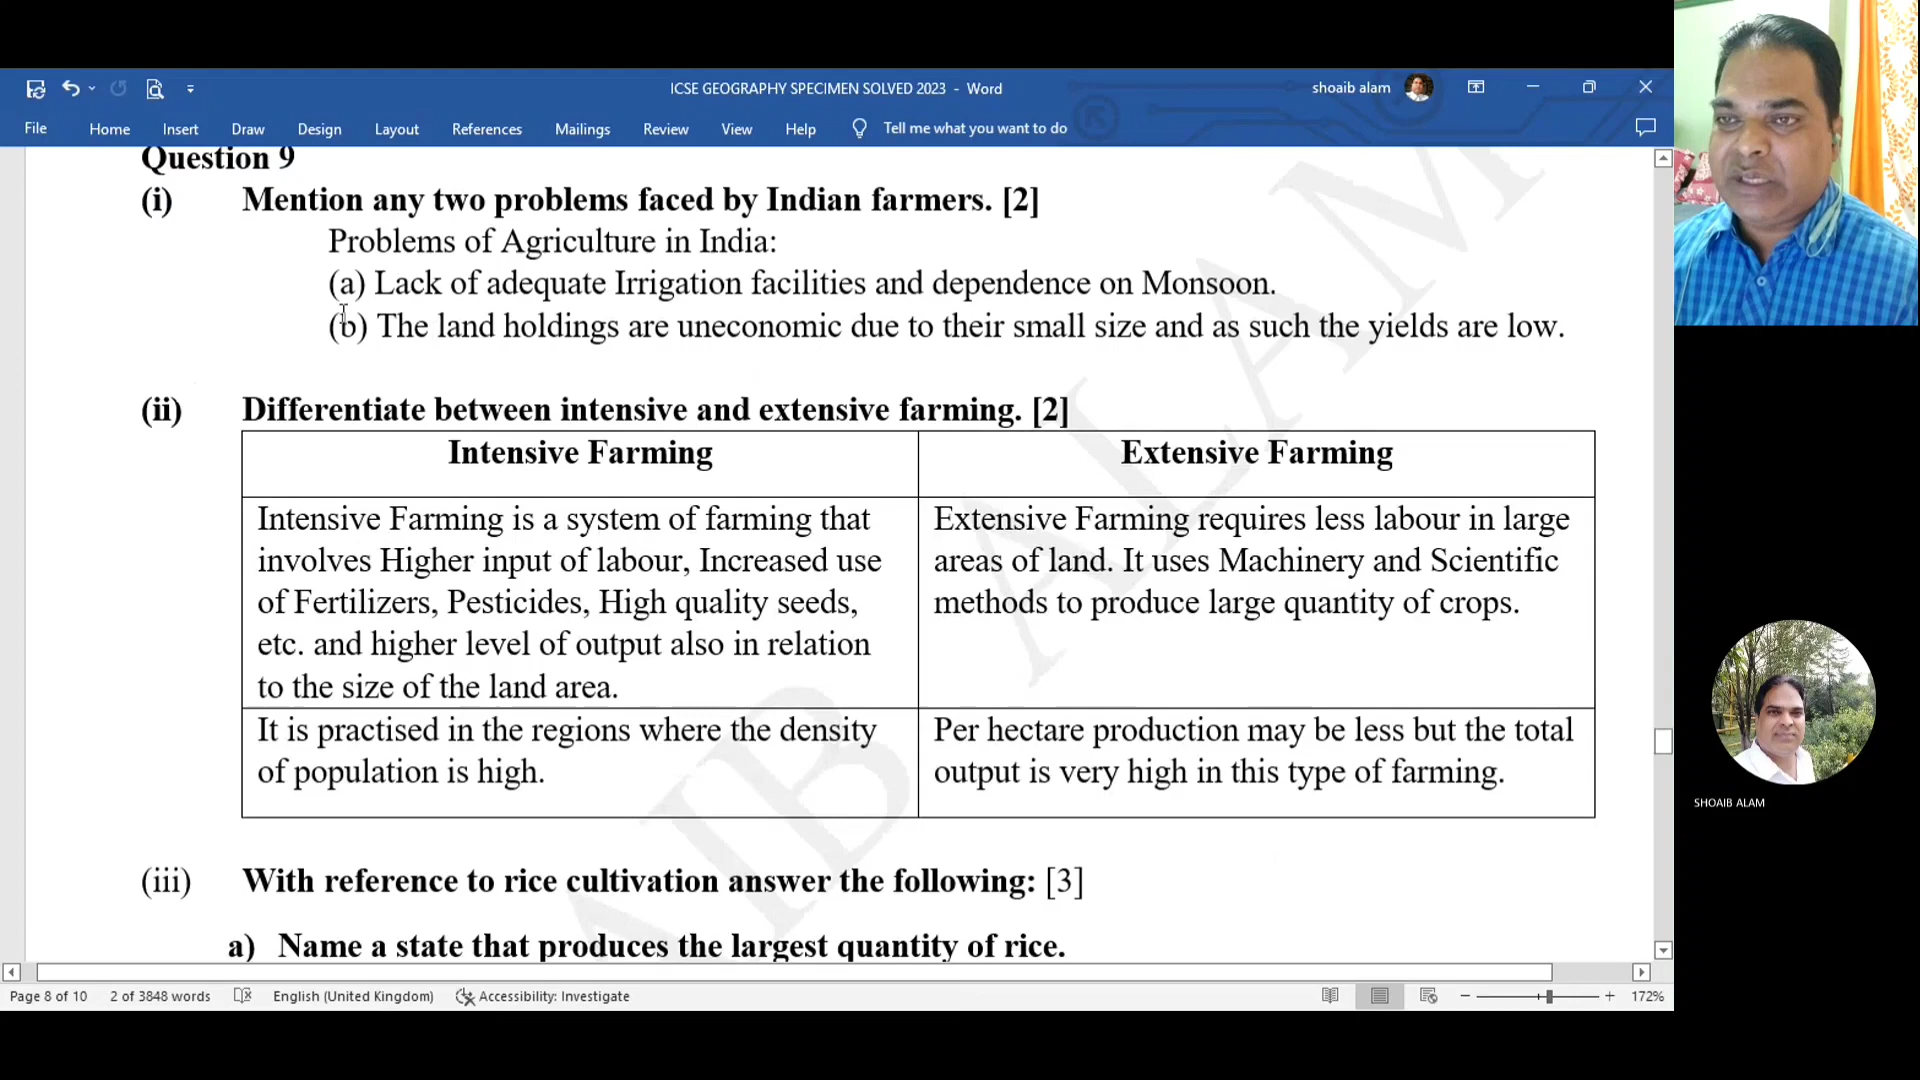 ICSE GEOGRAPHY SPECIMEN SOLVED 2023 - Word
shoaib alam
File Home Insert Draw Design Layout References Mailings Review View Help Tell me what you want to do
Question 9
(i) Mention any two problems faced by Indian farmers. [2]
Problems of Agriculture in India:
(a) Lack of adequate Irrigation facilities and dependence on Monsoon.
(b) The land holdings are uneconomic due to their small size and as such the yields are low.
(ii) Differentiate between intensive and extensive farming. [2]
Intensive Farming
Extensive Farming
Intensive Farming is a system of farming that
involves Higher input of labour, Increased use
of Fertilizers, Pesticides, High quality seeds,
etc. and higher level of output also in relation
to the size of the land area.
Extensive Farming requires less labour in large
areas of land. It uses Machinery and Scientific
methods to produce large quantity of crops.
It is practised in the regions where the density
of population is high.
Per hectare production may be less but the total
output is very high in this type of farming.
(iii) With reference to rice cultivation answer the following: [3]
a) Name a state that produces the largest quantity of rice.
AIB ALAM
Page 8 of 10 2 of 3848 words English (United Kingdom) Accessibility: Investigate 172%
SHOAIB ALAM